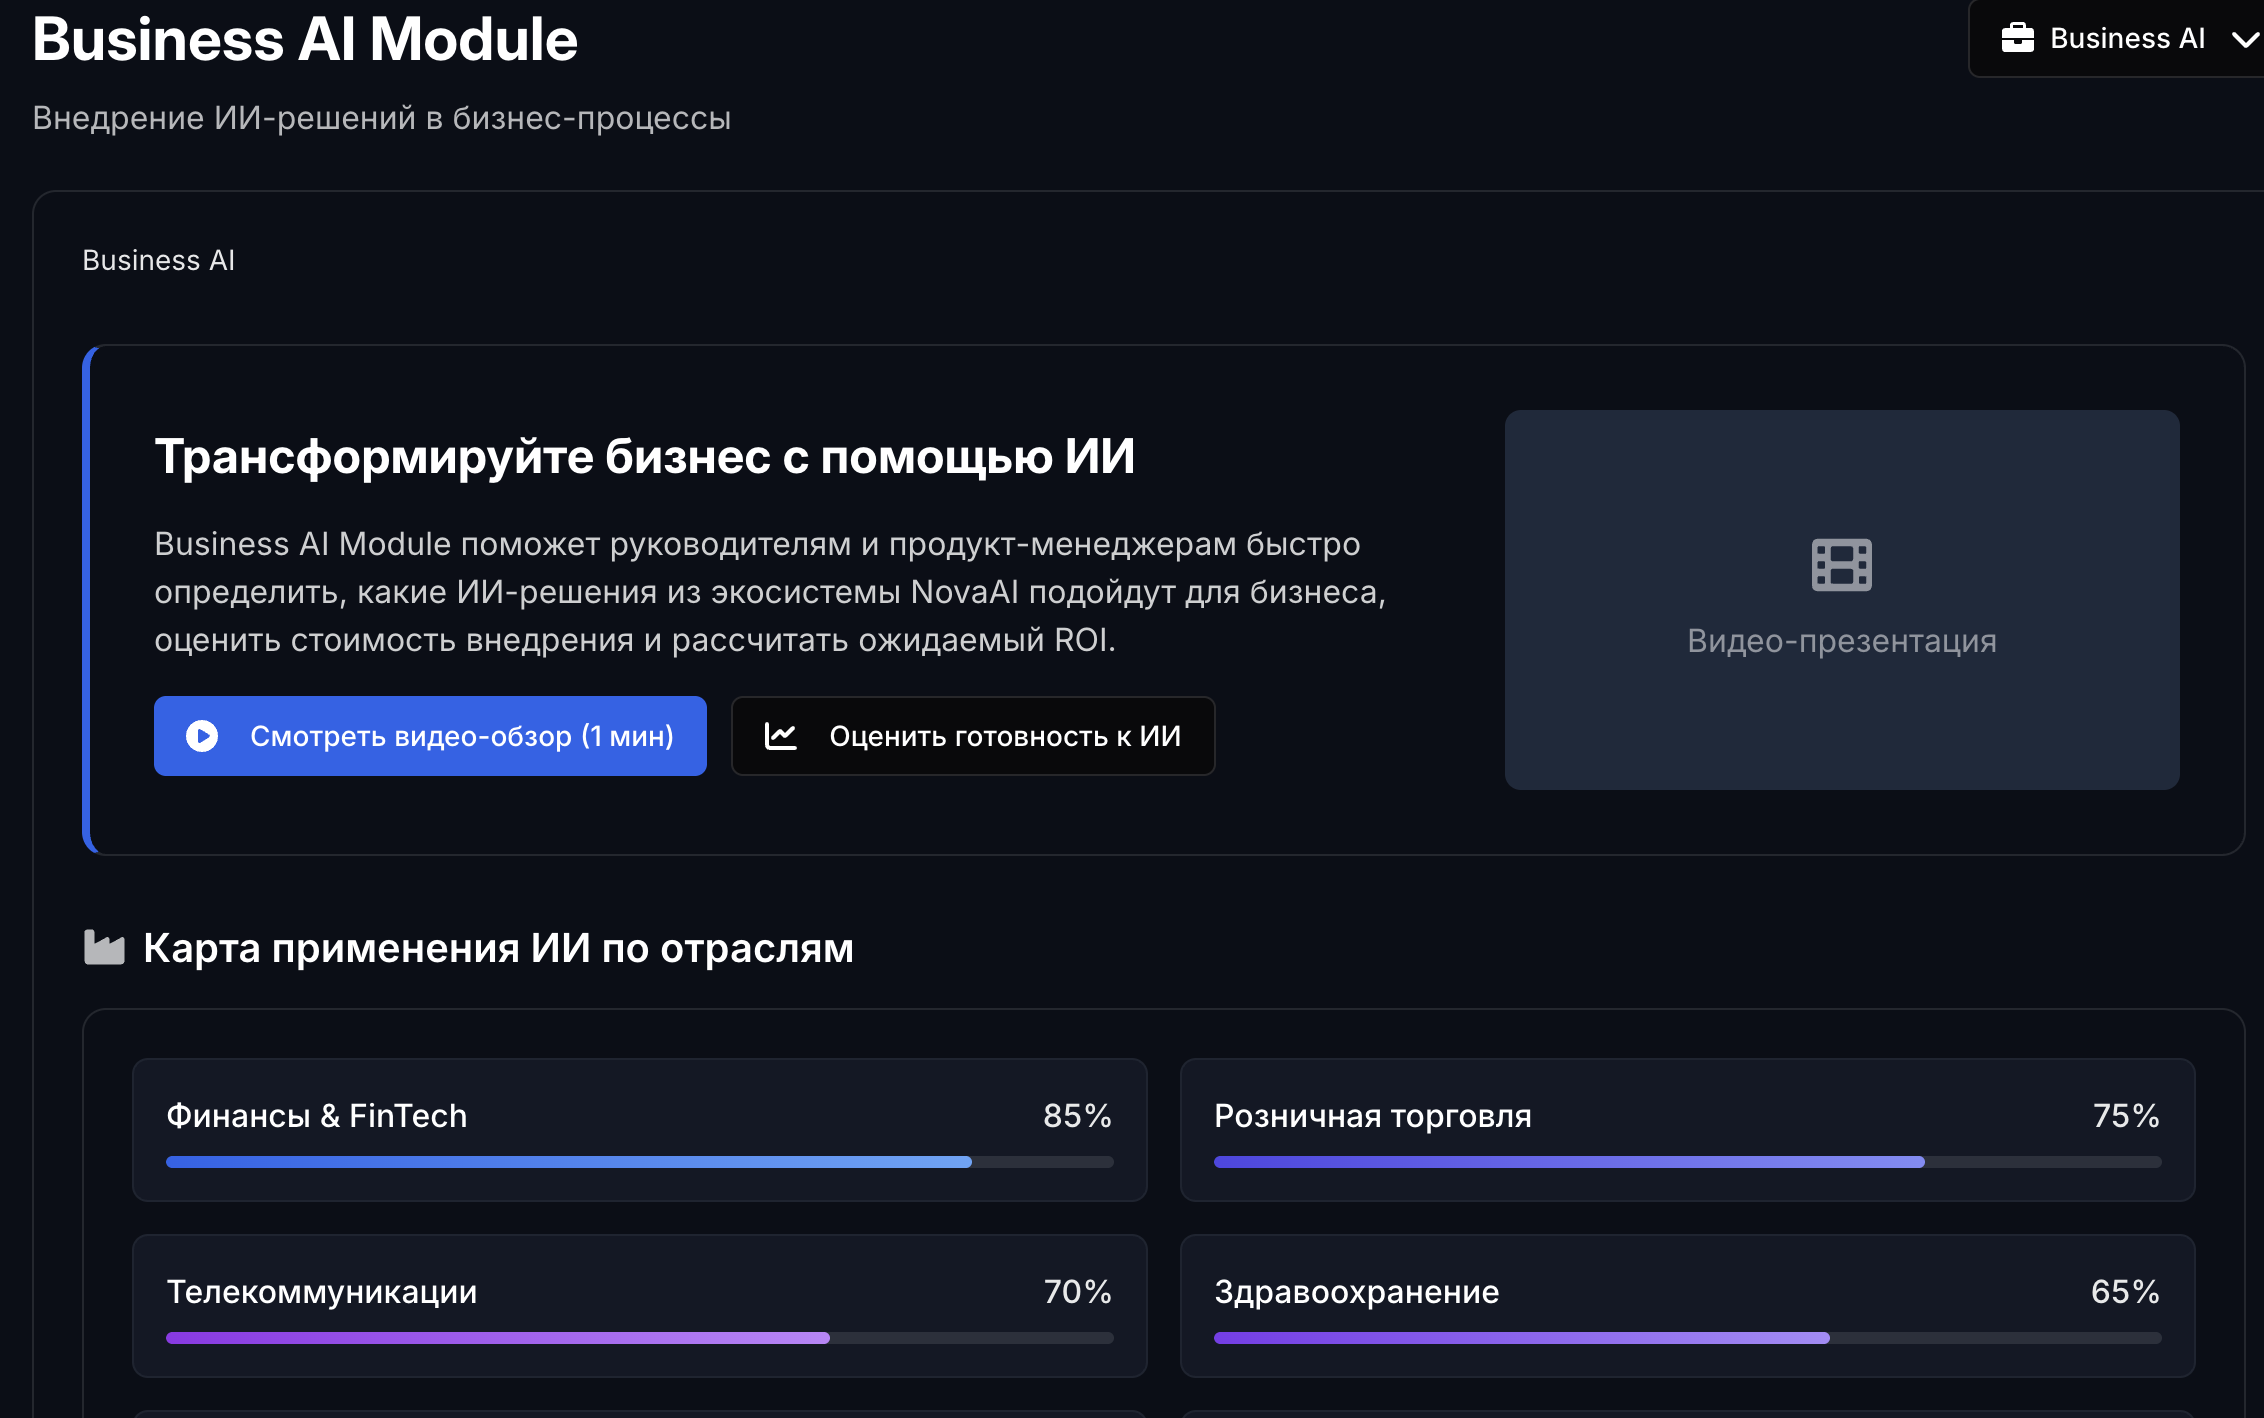 Business AI Module
Business AI
Внедрение ИИ-решений в бизнес-процессы
Business AI
Трансформируйте бизнес с помощью ИИ
Business AI Module поможет руководителям и продукт-менеджерам быстро
определить, какие ИИ-решения из экосистемы NovaAI подойдут для бизнеса,
оценить стоимость внедрения и рассчитать ожидаемый ROI.
Смотреть видео-обзор (1 мин)
Оценить готовность к ИИ
Видео-презентация
Карта применения ИИ по отраслям
Финансы & FinTech 85%
Розничная торговля 75%
Телекоммуникации 70%
Здравоохранение 65%